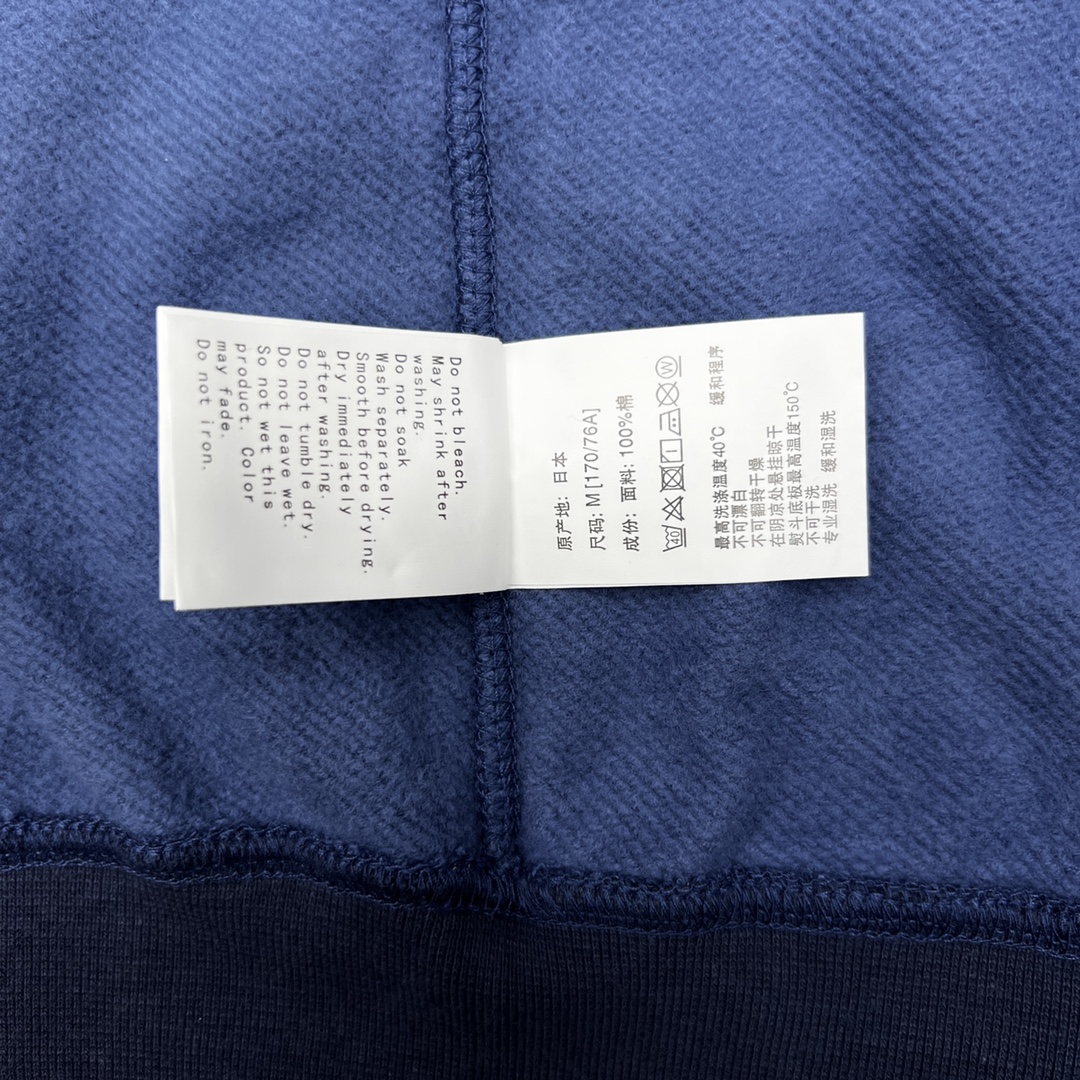 Do not bleach.
May shrink after
washing.
Do not soak
Wash separately.
Smooth before drying.
Dry immediately
after washing.
Do not tumble dry.
Do not leave wet.
So not wet this
product. Color
may fade.
Do not iron.
原产地: 日本
尺码: M [170/76A]
成份: 面料: 100%棉
40 1 W
最高洗涤温度40℃ 缓和程序
不可漂白
不可翻转干燥
在阴凉处悬挂晾干
熨斗底板最高温度150℃
不可干洗
专业湿洗 缓和湿洗